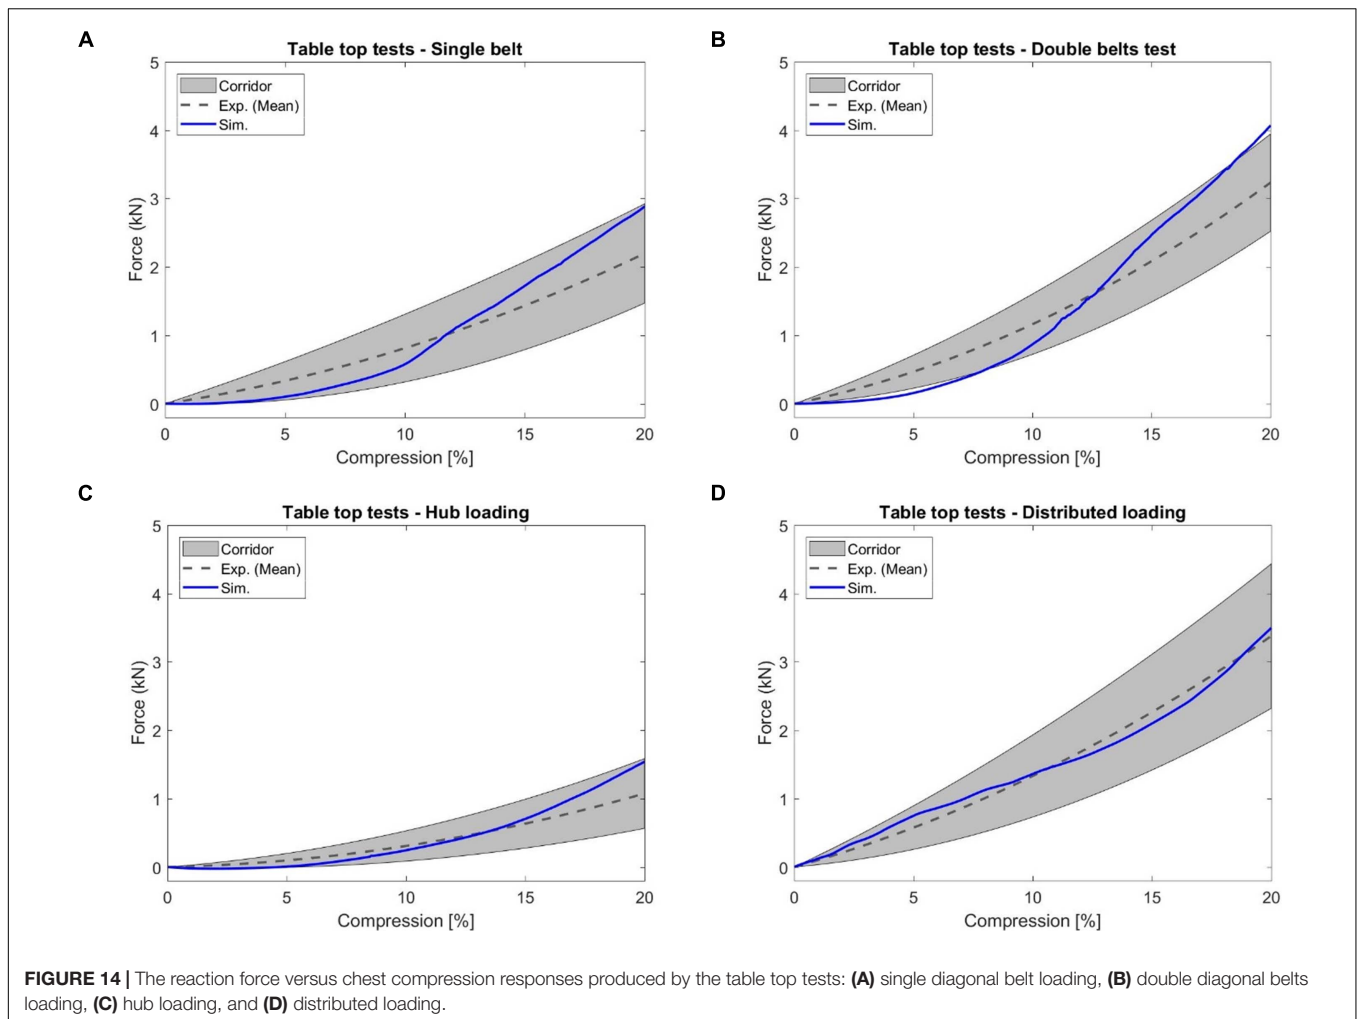 A
Table top tests - Single belt
5
4
3
2
1
0
Force (kN)
Corridor
Exp. (Mean)
Sim.
0 5 10 15 20
Compression [%]
B
Table top tests - Double belts test
5
4
3
2
1
0
Force (kN)
Corridor
Exp. (Mean)
Sim.
0 5 10 15 20
Compression [%]
C
Table top tests - Hub loading
5
4
3
2
1
0
Force (kN)
Corridor
Exp. (Mean)
Sim.
0 5 10 15 20
Compression [%]
D
Table top tests - Distributed loading
5
4
3
2
1
0
Force (kN)
Corridor
Exp. (Mean)
Sim.
0 5 10 15 20
Compression [%]
FIGURE 14 | The reaction force versus chest compression responses produced by the table top tests: (A) single diagonal belt loading, (B) double diagonal belts
loading, (C) hub loading, and (D) distributed loading.